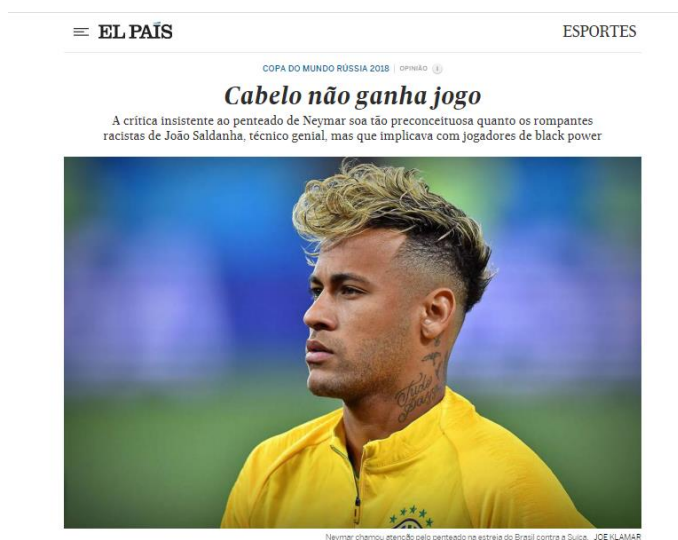 EL PAÍS
ESPORTES
COPA DO MUNDO RÚSSIA 2018 | OPINIÃO i
Cabelo não ganha jogo
A crítica insistente ao penteado de Neymar soa tão preconceituosa quanto os rompantes
racistas de João Saldanha, técnico genial, mas que implicava com jogadores de black power
Neymar chamou atenção pelo penteado na estreia do Brasil contra a Suíça. JOE KLAMAR